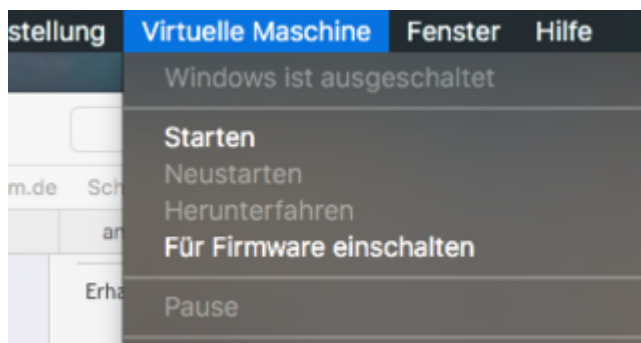 stellung Virtuelle Maschine Fenster Hilfe
Windows ist ausgeschaltet
Starten
Neustarten
m.de Sch
Herunterfahren
an
Für Firmware einschalten
Erha
Pause